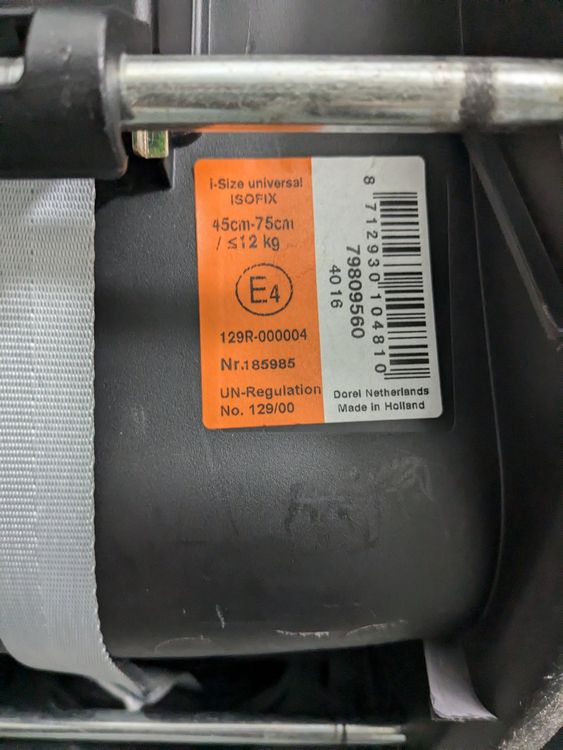 i-Size universal
ISOFIX
45cm-75cm
/ ≤12 kg
E4
129R-000004
Nr.185985
UN-Regulation
No. 129/00
8 712930 104810
79809560
4016
Dorel Netherlands
Made in Holland